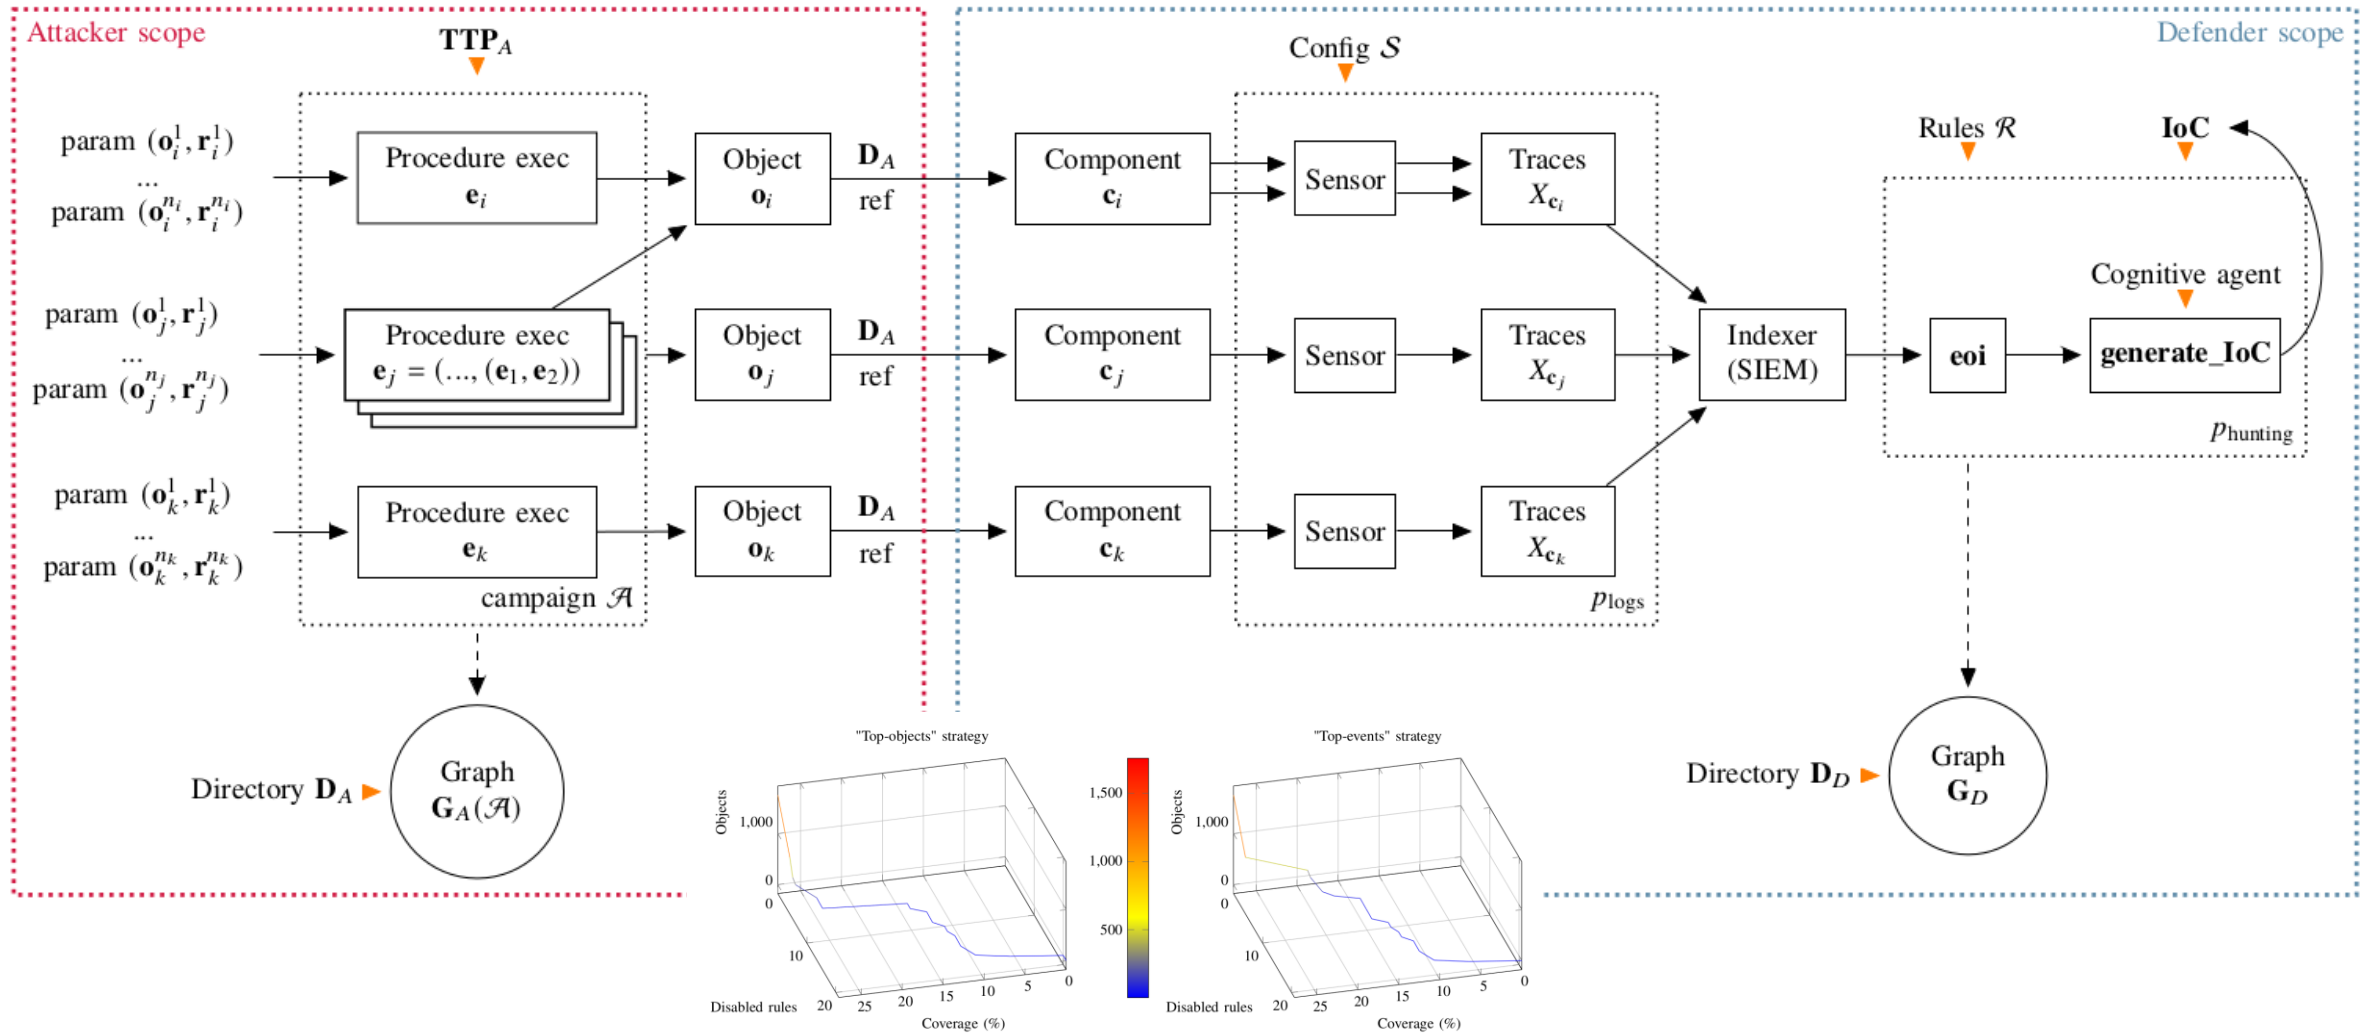 Attacker scope
Defender scope
TTP_A
Config 𝒮
param (o_i^1, r_i^1)
...
param (o_i^{n_i}, r_i^{n_i})
Procedure exec
e_i
Object
o_i
D_A
ref
Component
c_i
Sensor
Traces
X_{c_i}
Rules ℛ
IoC
param (o_j^1, r_j^1)
...
param (o_j^{n_j}, r_j^{n_j})
Procedure exec
e_j = (..., (e_1, e_2))
Object
o_j
D_A
ref
Component
c_j
Sensor
Traces
X_{c_j}
Indexer
(SIEM)
eoi
Cognitive agent
generate_IoC
p_hunting
param (o_k^1, r_k^1)
...
param (o_k^{n_k}, r_k^{n_k})
Procedure exec
e_k
campaign 𝒜
Object
o_k
D_A
ref
Component
c_k
Sensor
Traces
X_{c_k}
p_logs
Directory D_A
Graph
G_A(𝒜)
Directory D_D
Graph
G_D
"Top-objects" strategy
Objects
1,000
0
0
10
20
Disabled rules
25
20
15
10
5
0
Coverage (%)
1,500
1,000
500
"Top-events" strategy
Objects
1,000
0
0
10
20
Disabled rules
25
20
15
10
5
0
Coverage (%)